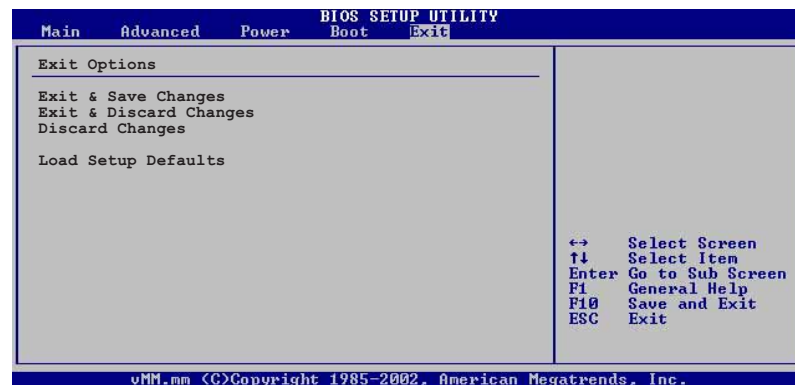 BIOS SETUP UTILITY
Main Advanced Power Boot Exit
Exit Options
Exit & Save Changes
Exit & Discard Changes
Discard Changes
Load Setup Defaults
←→ Select Screen
↑↓ Select Item
Enter Go to Sub Screen
F1 General Help
F10 Save and Exit
ESC Exit
vMM.mm (C)Copyright 1985-2002, American Megatrends, Inc.